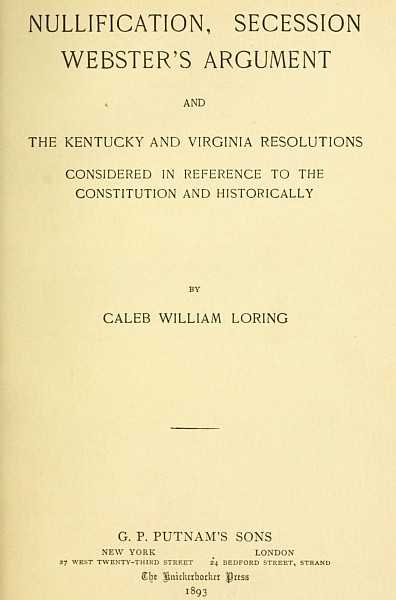 NULLIFICATION, SECESSION
WEBSTER'S ARGUMENT
AND
THE KENTUCKY AND VIRGINIA RESOLUTIONS
CONSIDERED IN REFERENCE TO THE
CONSTITUTION AND HISTORICALLY
BY
CALEB WILLIAM LORING
G. P. PUTNAM'S SONS
NEW YORK LONDON
27 WEST TWENTY-THIRD STREET 24 BEDFORD STREET, STRAND
The Knickerbocker Press
1893